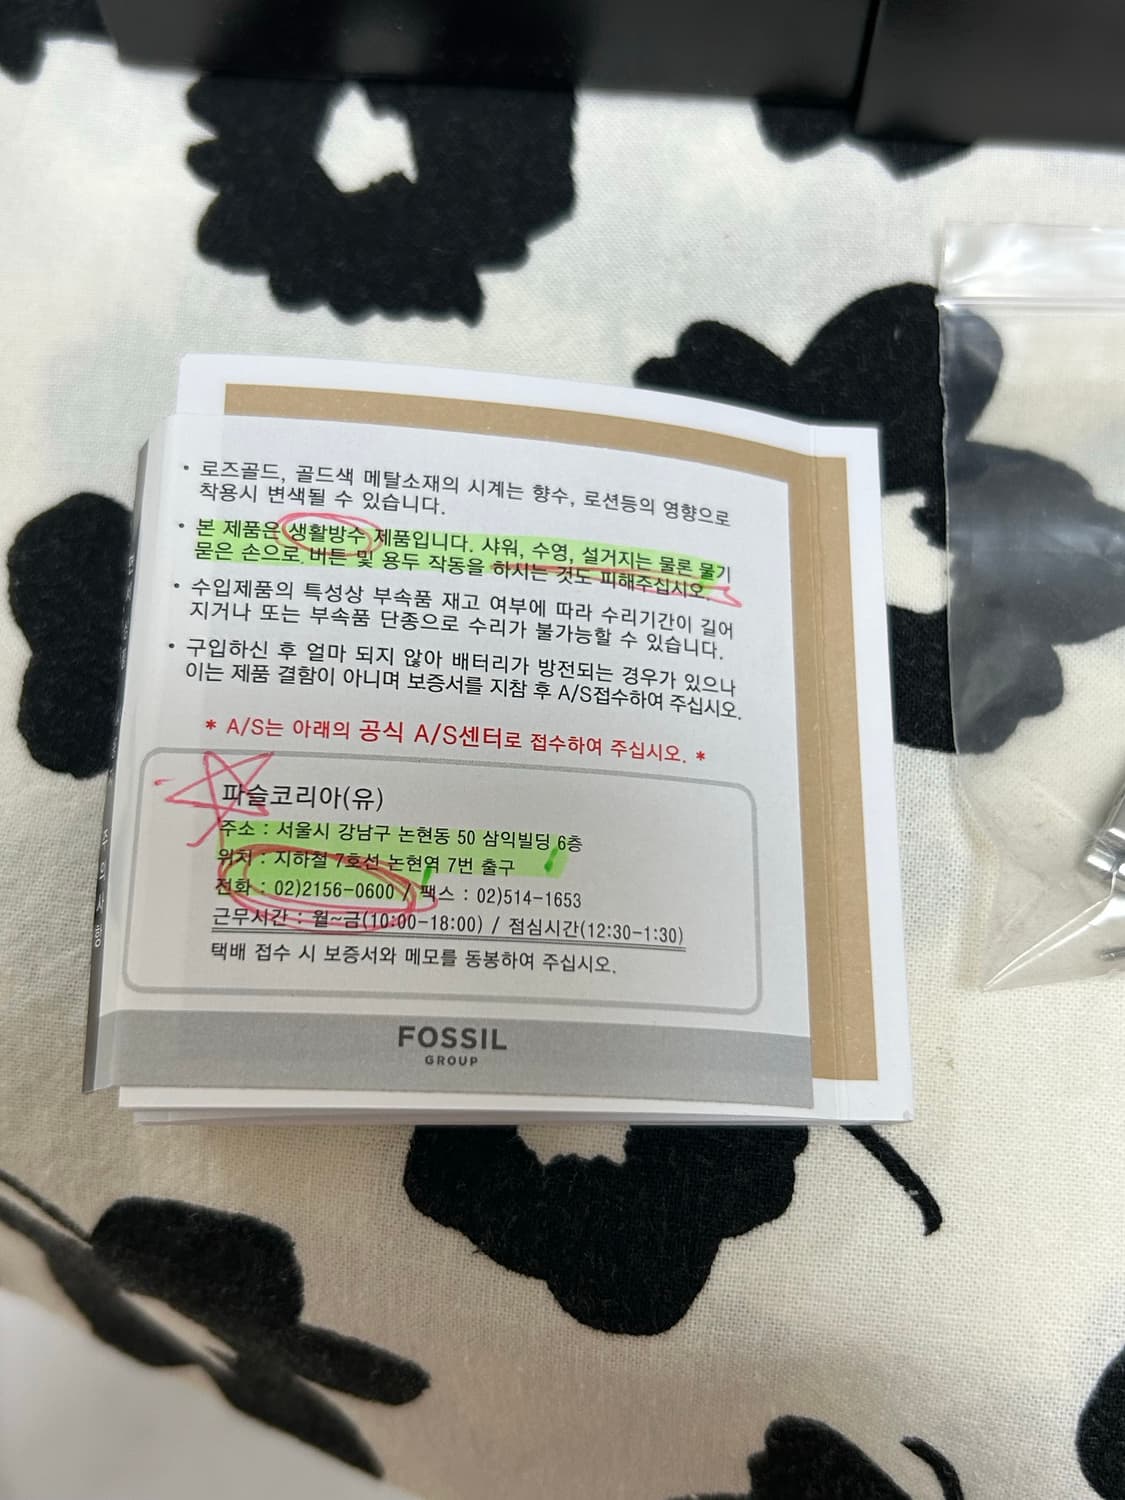 • 로즈골드, 골드색 메탈소재의 시계는 향수, 로션등의 영향으로
착용시 변색될 수 있습니다.
• 본 제품은 생활방수 제품입니다. 샤워, 수영, 설거지는 물론 물기
묻은 손으로 버튼 및 용두 작동을 하시는 것도 피해주십시오.
• 수입제품의 특성상 부속품 재고 여부에 따라 수리기간이 길어
지거나 또는 부속품 단종으로 수리가 불가능할 수 있습니다.
• 구입하신 후 얼마 되지 않아 배터리가 방전되는 경우가 있으나
이는 제품 결함이 아니며 보증서를 지참 후 A/S접수하여 주십시오.
* A/S는 아래의 공식 A/S센터로 접수하여 주십시오. *
파슬코리아(유)
주소 : 서울시 강남구 논현동 50 삼익빌딩 6층
위치 : 지하철 7호선 논현역 7번 출구
전화 : 02)2156-0600 / 팩스 : 02)514-1653
근무시간 : 월~금(10:00-18:00) / 점심시간(12:30-1:30)
택배 접수 시 보증서와 메모를 동봉하여 주십시오.
FOSSIL
GROUP